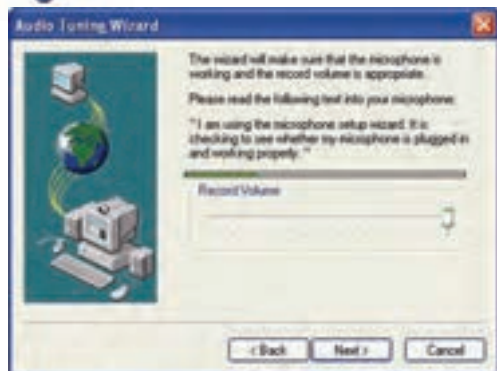 Audio Tuning Wizard
The wizard will make sure that the microphone is
working and the record volume is appropriate.
Please read the following text into your microphone:
"I am using the microphone setup wizard. It is
checking to see whether my microphone is plugged in
and working properly."
Record Volume
< Back Next > Cancel